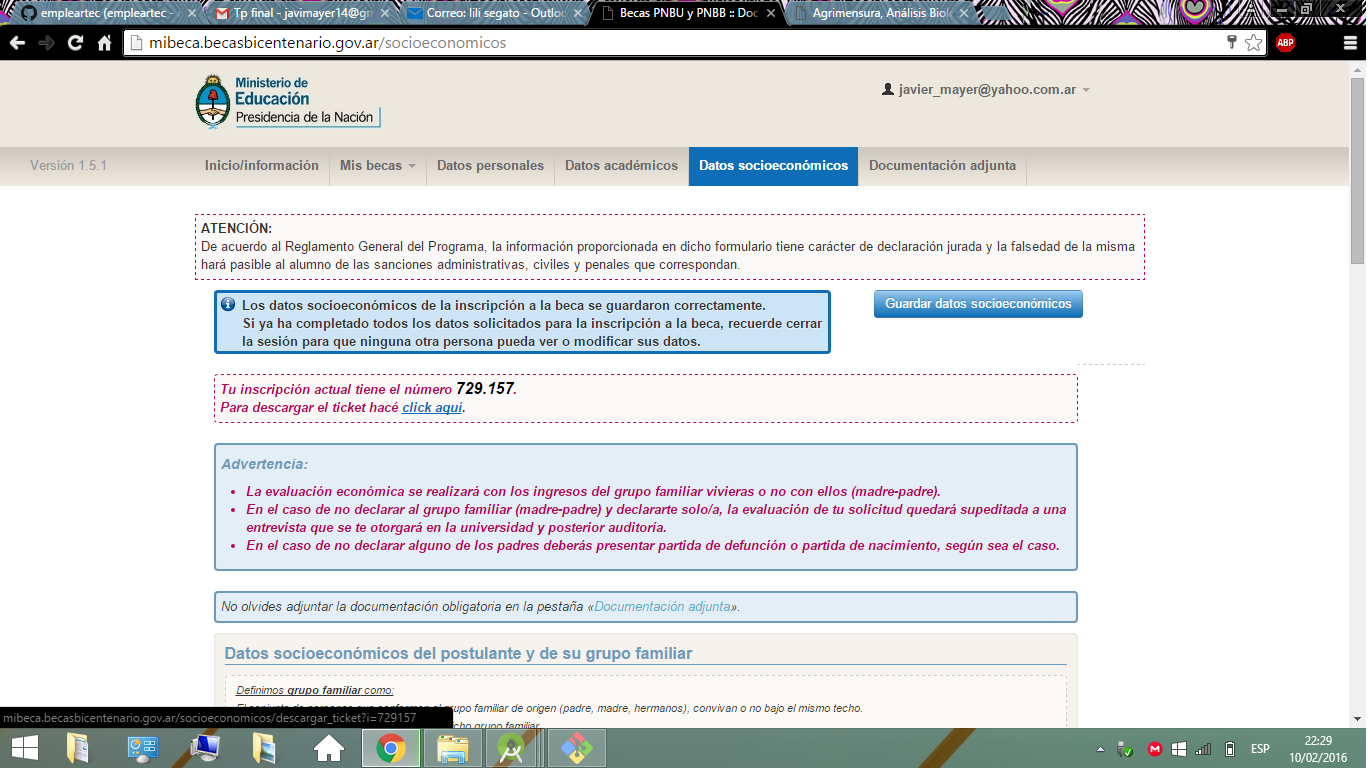 empleartec (empleartec -
Tp final - javimayer14@gm
Correo: lili segato - Outlo
Becas PNBU y PNBB :: Doc
Agrimensura, Análisis Biol
mibeca.becasbicentenario.gov.ar/socioeconomicos
ABP
Ministerio de
Educación
Presidencia de la Nación
javier_mayer@yahoo.com.ar
Versión 1.5.1
Inicio/información
Mis becas
Datos personales
Datos académicos
Datos socioeconómicos
Documentación adjunta
ATENCIÓN:
De acuerdo al Reglamento General del Programa, la información proporcionada en dicho formulario tiene carácter de declaración jurada y la falsedad de la misma
hará pasible al alumno de las sanciones administrativas, civiles y penales que correspondan.
Los datos socioeconómicos de la inscripción a la beca se guardaron correctamente.
Si ya ha completado todos los datos solicitados para la inscripción a la beca, recuerde cerrar
la sesión para que ninguna otra persona pueda ver o modificar sus datos.
Guardar datos socioeconómicos
Tu inscripción actual tiene el número 729.157.
Para descargar el ticket hacé click aquí.
Advertencia:
La evaluación económica se realizará con los ingresos del grupo familiar vivieras o no con ellos (madre-padre).
En el caso de no declarar al grupo familiar (madre-padre) y declararte solo/a, la evaluación de tu solicitud quedará supeditada a una
entrevista que se te otorgará en la universidad y posterior auditoría.
En el caso de no declarar alguno de los padres deberás presentar partida de defunción o partida de nacimiento, según sea el caso.
No olvides adjuntar la documentación obligatoria en la pestaña «Documentación adjunta».
Datos socioeconómicos del postulante y de su grupo familiar
Definimos grupo familiar como:
grupo familiar de origen (padre, madre, hermanos), convivan o no bajo el mismo techo.
dicho grupo familiar
mibeca.becasbicentenario.gov.ar/socioeconomicos/descargar_ticket?i=729157
ESP
22:29
10/02/2016